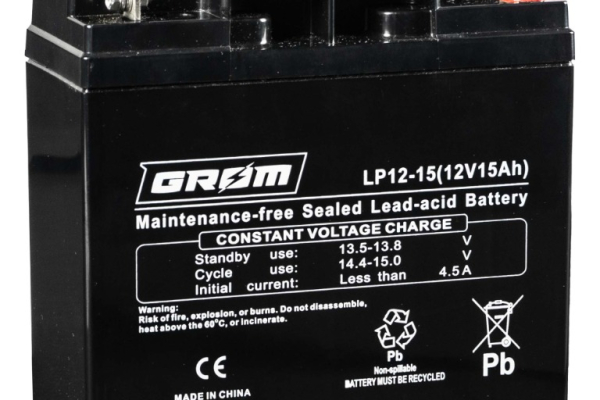 GROM
LP12-15(12V15Ah)
Maintenance-free Sealed Lead-acid Battery
CONSTANT VOLTAGE CHARGE
Standby use: 13.5-13.8 V
Cycle use: 14.4-15.0 V
Initial current: Less than 4.5A
Warning:
Risk of fire, explosion, or burns. Do not disassemble,
heat above the 60°C, or incinerate.
CE
MADE IN CHINA
Pb
Non-spillable
BATTERY MUST BE RECYCLED
Pb